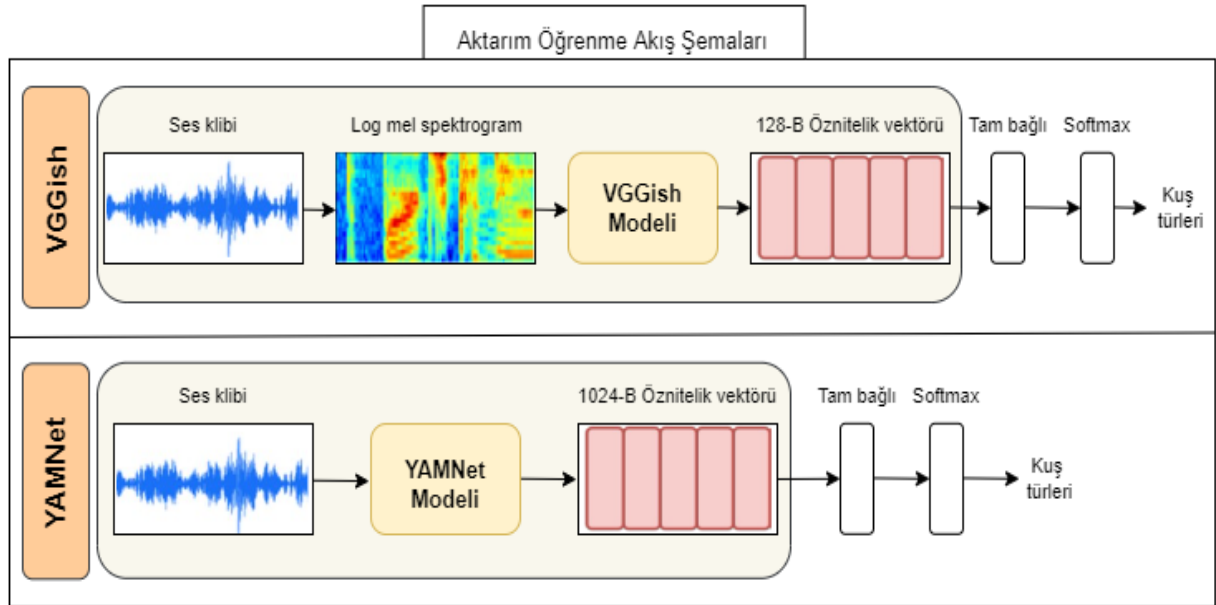 Aktarım Öğrenme Akış Şemaları
VGGish
Ses klibi
Log mel spektrogram
128-B Öznitelik vektörü
Tam bağlı
Softmax
VGGish
Modeli
Kuş
türleri
YAMNet
Ses klibi
1024-B Öznitelik vektörü
Tam bağlı
Softmax
YAMNet
Modeli
Kuş
türleri